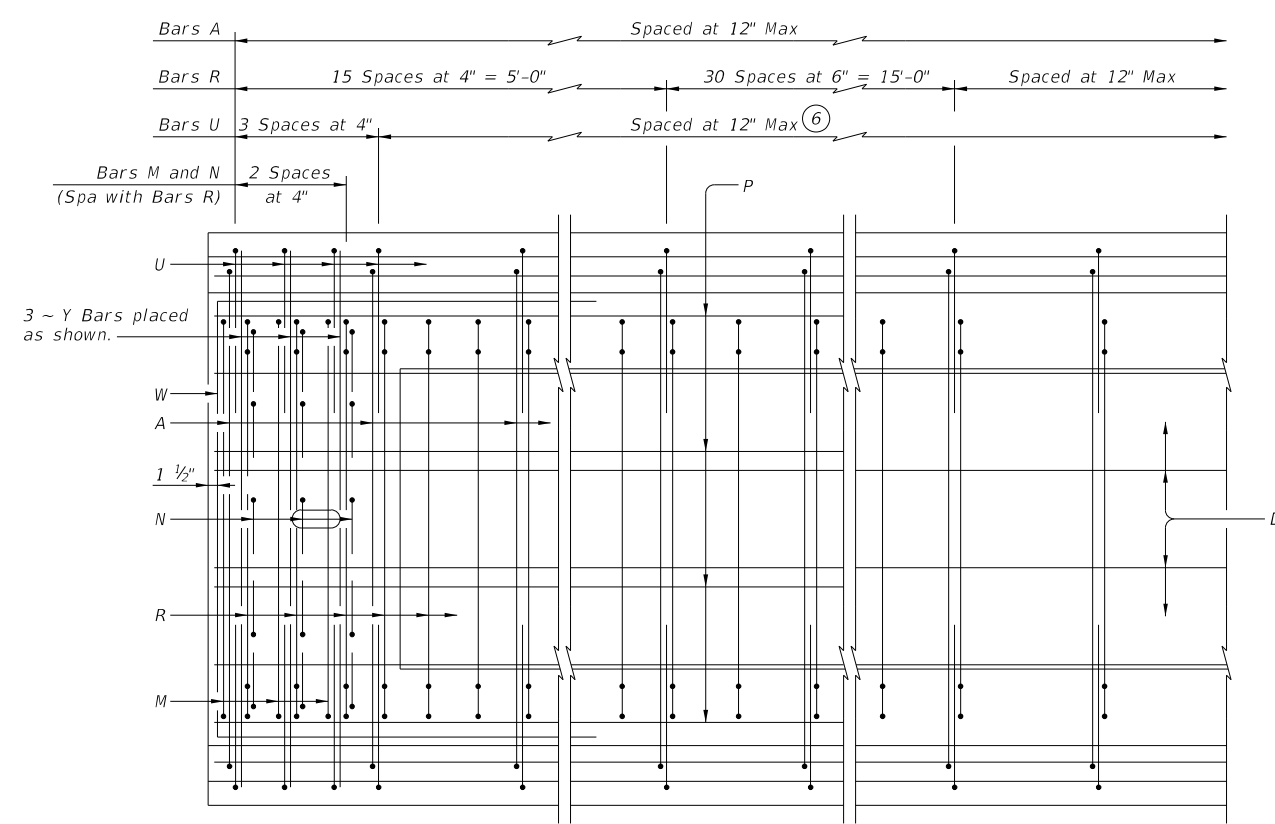 Bars A
Spaced at 12" Max
Bars R
15 Spaces at 4" = 5'-0"
30 Spaces at 6" = 15'-0"
Spaced at 12" Max
Bars U
3 Spaces at 4"
Spaced at 12" Max
6
Bars M and N
(Spa with Bars R)
2 Spaces
at 4"
P
U
3 ~ Y Bars placed
as shown.
W
A
1 ½"
N
R
M